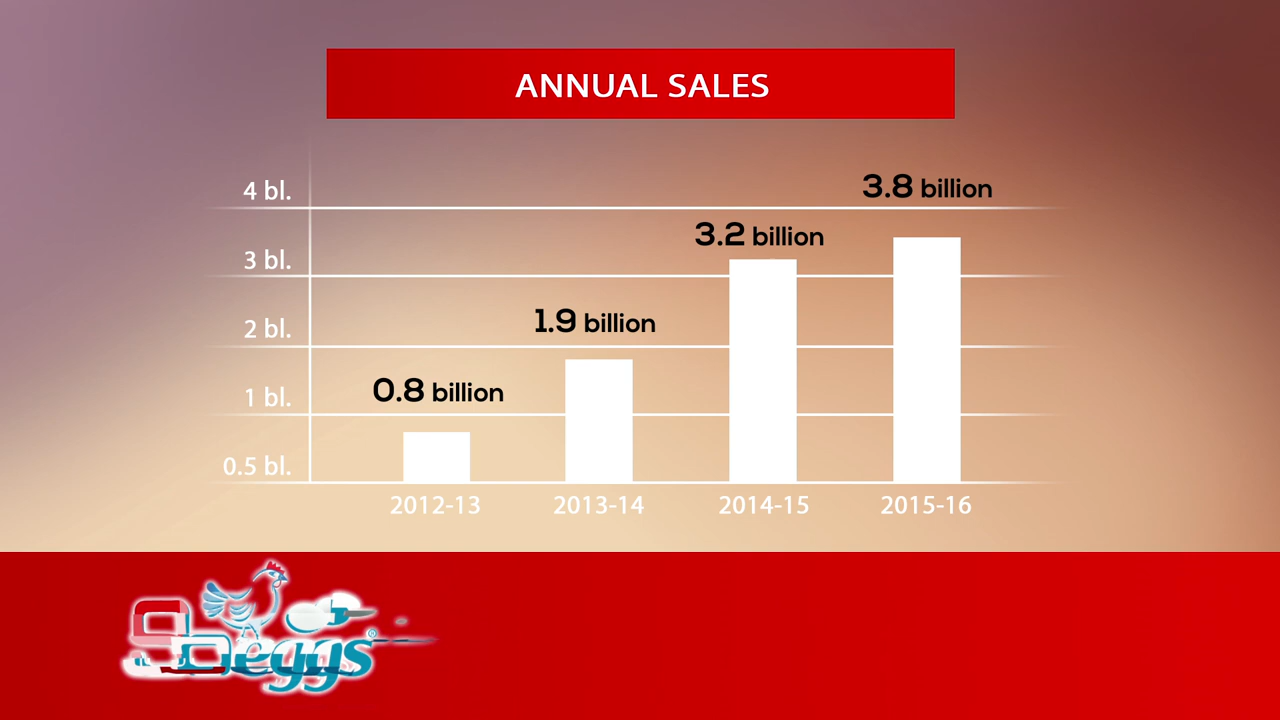 ANNUAL SALES
4 bl.
3.8 billion
3.2 billion
3 bl.
2 bl.
1.9 billion
1 bl.
0.8 billion
0.5 bl.
2012-13 2013-14 2014-15 2015-16
eggs